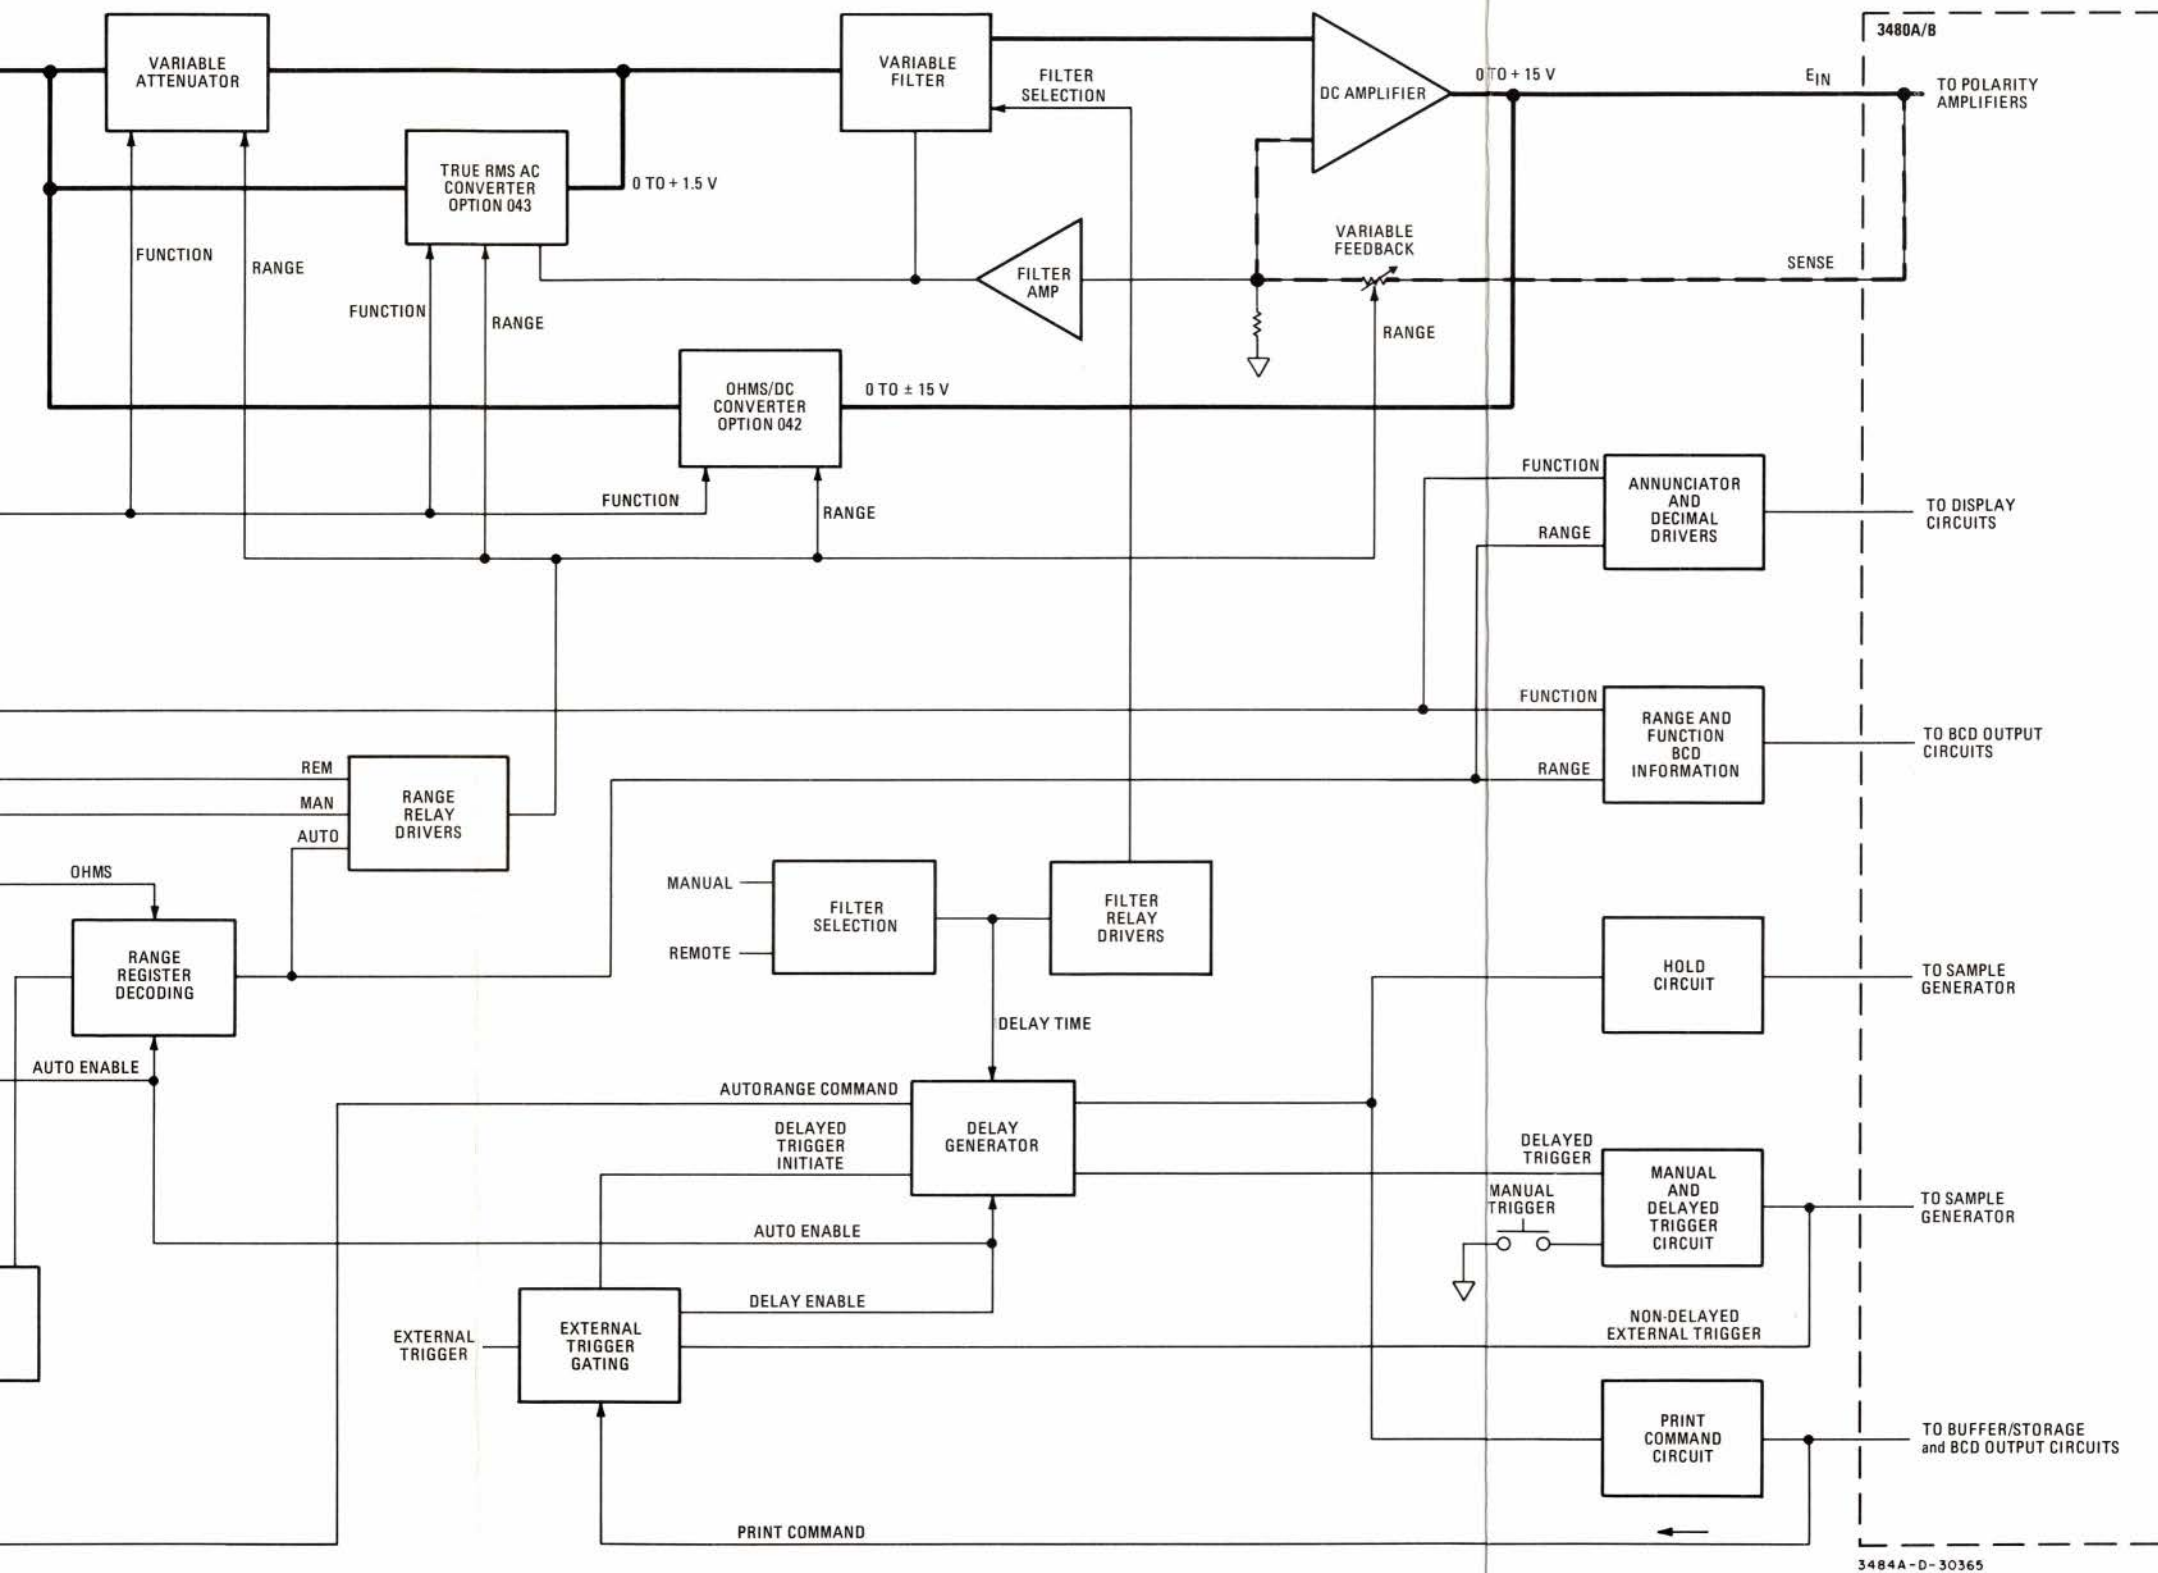 3480A/B
VARIABLE
ATTENUATOR
VARIABLE
FILTER
FILTER
SELECTION
DC AMPLIFIER
0 TO + 15 V
EIN
TO POLARITY
AMPLIFIERS
TRUE RMS AC
CONVERTER
OPTION 043
0 TO + 1.5 V
FUNCTION
RANGE
FUNCTION
RANGE
FILTER
AMP
VARIABLE
FEEDBACK
SENSE
RANGE
OHMS/DC
CONVERTER
OPTION 042
0 TO ± 15 V
FUNCTION
RANGE
FUNCTION
RANGE
ANNUNCIATOR
AND
DECIMAL
DRIVERS
TO DISPLAY
CIRCUITS
FUNCTION
RANGE
RANGE AND
FUNCTION
BCD
INFORMATION
TO BCD OUTPUT
CIRCUITS
REM
MAN
AUTO
RANGE
RELAY
DRIVERS
OHMS
RANGE
REGISTER
DECODING
MANUAL
REMOTE
FILTER
SELECTION
FILTER
RELAY
DRIVERS
HOLD
CIRCUIT
TO SAMPLE
GENERATOR
DELAY TIME
AUTO ENABLE
AUTORANGE COMMAND
DELAYED
TRIGGER
INITIATE
DELAY
GENERATOR
DELAYED
TRIGGER
MANUAL
TRIGGER
MANUAL
AND
DELAYED
TRIGGER
CIRCUIT
TO SAMPLE
GENERATOR
AUTO ENABLE
DELAY ENABLE
EXTERNAL
TRIGGER
EXTERNAL
TRIGGER
GATING
NON-DELAYED
EXTERNAL TRIGGER
PRINT
COMMAND
CIRCUIT
TO BUFFER/STORAGE
and BCD OUTPUT CIRCUITS
PRINT COMMAND
3484A-D-30365